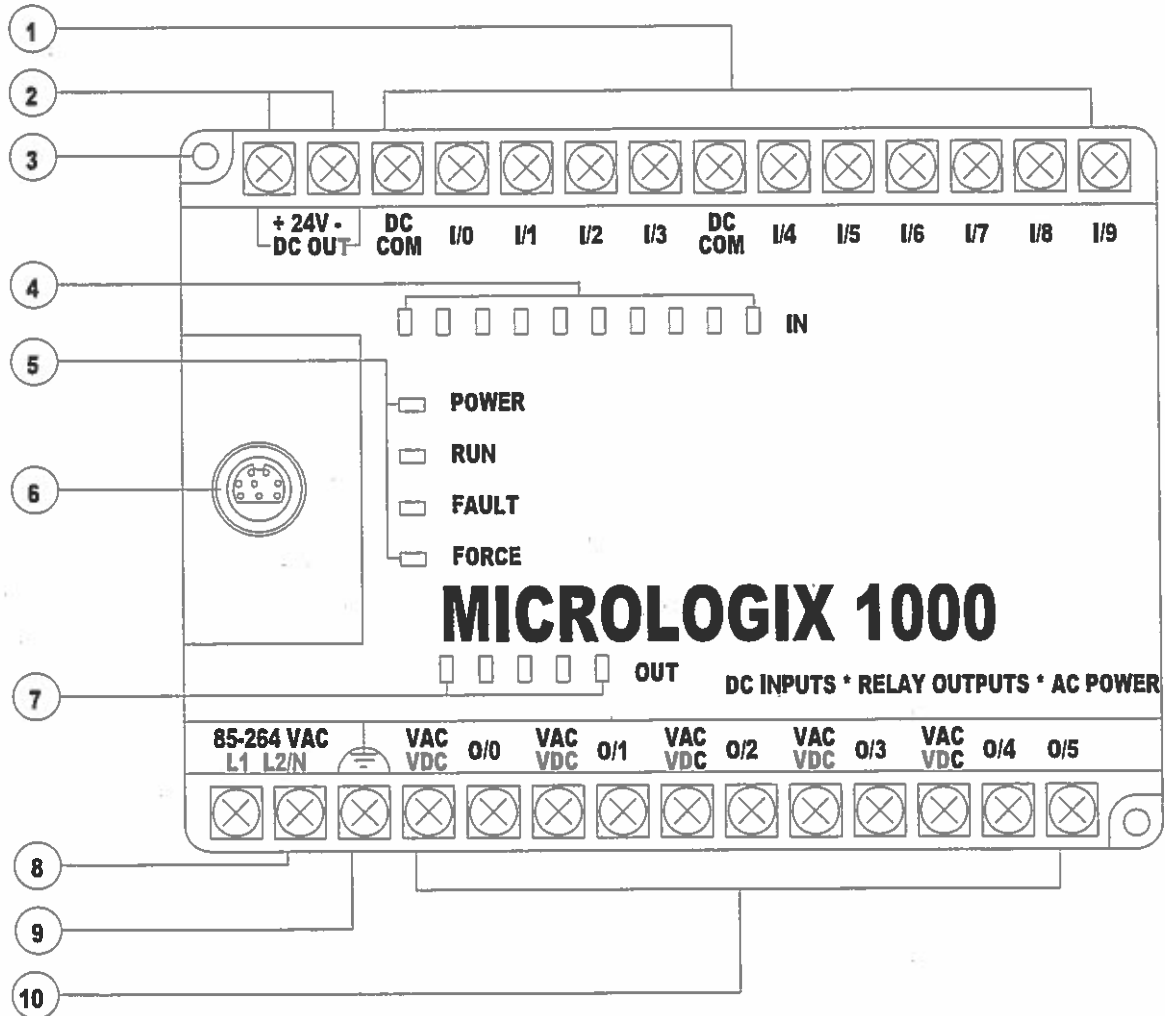 1
2
3
+ 24V - DC OUT DC COM I/0 I/1 I/2 I/3 DC COM I/4 I/5 I/6 I/7 I/8 I/9
4
IN
5
POWER
RUN
6
FAULT
FORCE
MICROLOGIX 1000
7
OUT
DC INPUTS * RELAY OUTPUTS * AC POWER
85-264 VAC L1 L2/N VAC VDC O/0 VAC VDC O/1 VAC VDC O/2 VAC VDC O/3 VAC VDC O/4 O/5
8
9
10